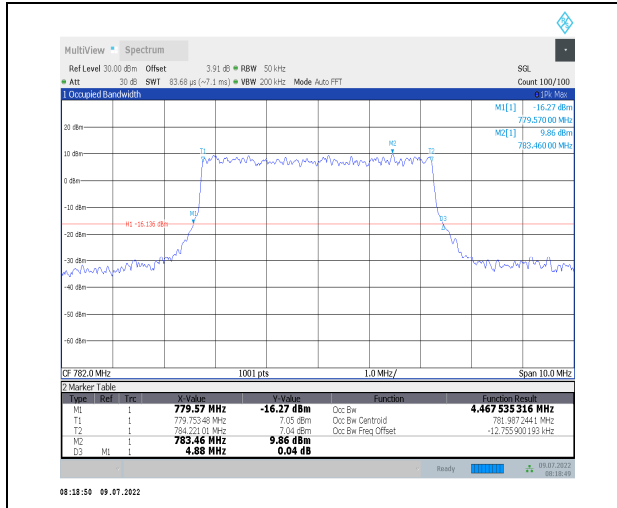 MultiView Spectrum
Ref Level 30.00 dBm Offset 3.91 dB RBW 50 kHz SGL
Att 30 dB SWT 83.68 µs (~7.1 ms) VBW 200 kHz Mode Auto FFT Count 100/100
1 Occupied Bandwidth 1Pk Max
M1[1] -16.27 dBm
779.570 00 MHz
M2[1] 9.86 dBm
783.460 00 MHz
20 dBm
M2
T1 T2
10 dBm
0 dBm
-10 dBm
M1
D3
H1 -16.136 dBm
-20 dBm
-30 dBm
-40 dBm
-50 dBm
-60 dBm
CF 782.0 MHz 1001 pts 1.0 MHz/ Span 10.0 MHz
2 Marker Table
Type Ref Trc X-Value Y-Value Function Function Result
M1 1 779.57 MHz -16.27 dBm Occ Bw 4.467 535 316 MHz
T1 1 779.753 48 MHz 7.05 dBm Occ Bw Centroid 781.987 244 1 MHz
T2 1 784.221 01 MHz 7.04 dBm Occ Bw Freq Offset -12.755 900 193 kHz
M2 1 783.46 MHz 9.86 dBm
D3 M1 1 4.88 MHz 0.04 dB
Ready 09.07.2022
08:18:49
08:18:50 09.07.2022